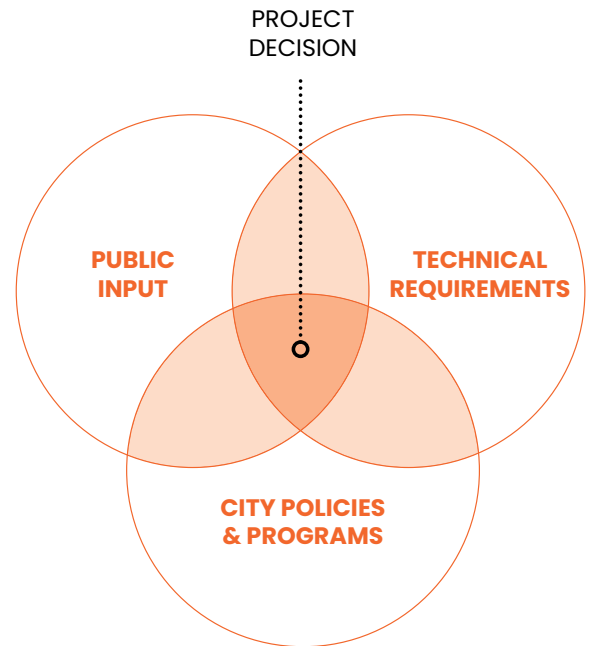 PROJECT
DECISION
PUBLIC
INPUT
TECHNICAL
REQUIREMENTS
CITY POLICIES
& PROGRAMS